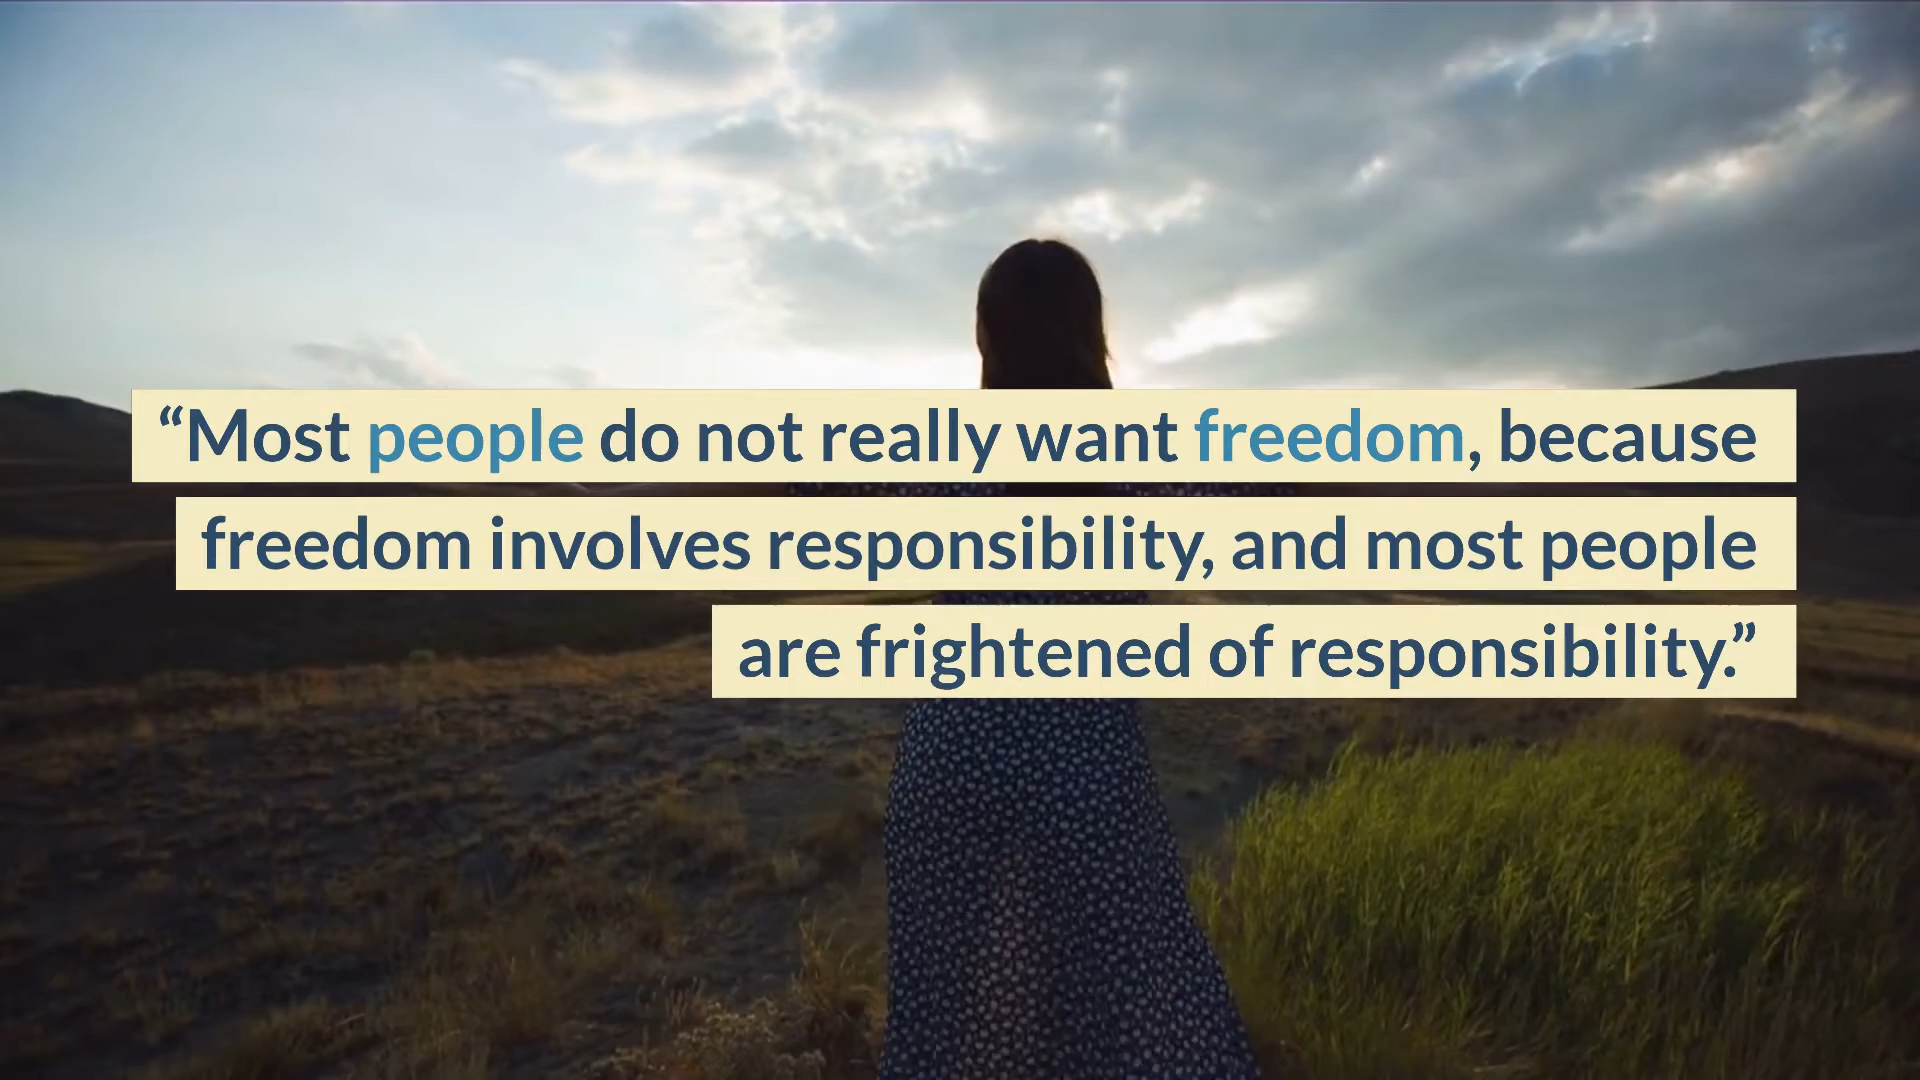 “Most people do not really want freedom, because
freedom involves responsibility, and most people
are frightened of responsibility.”